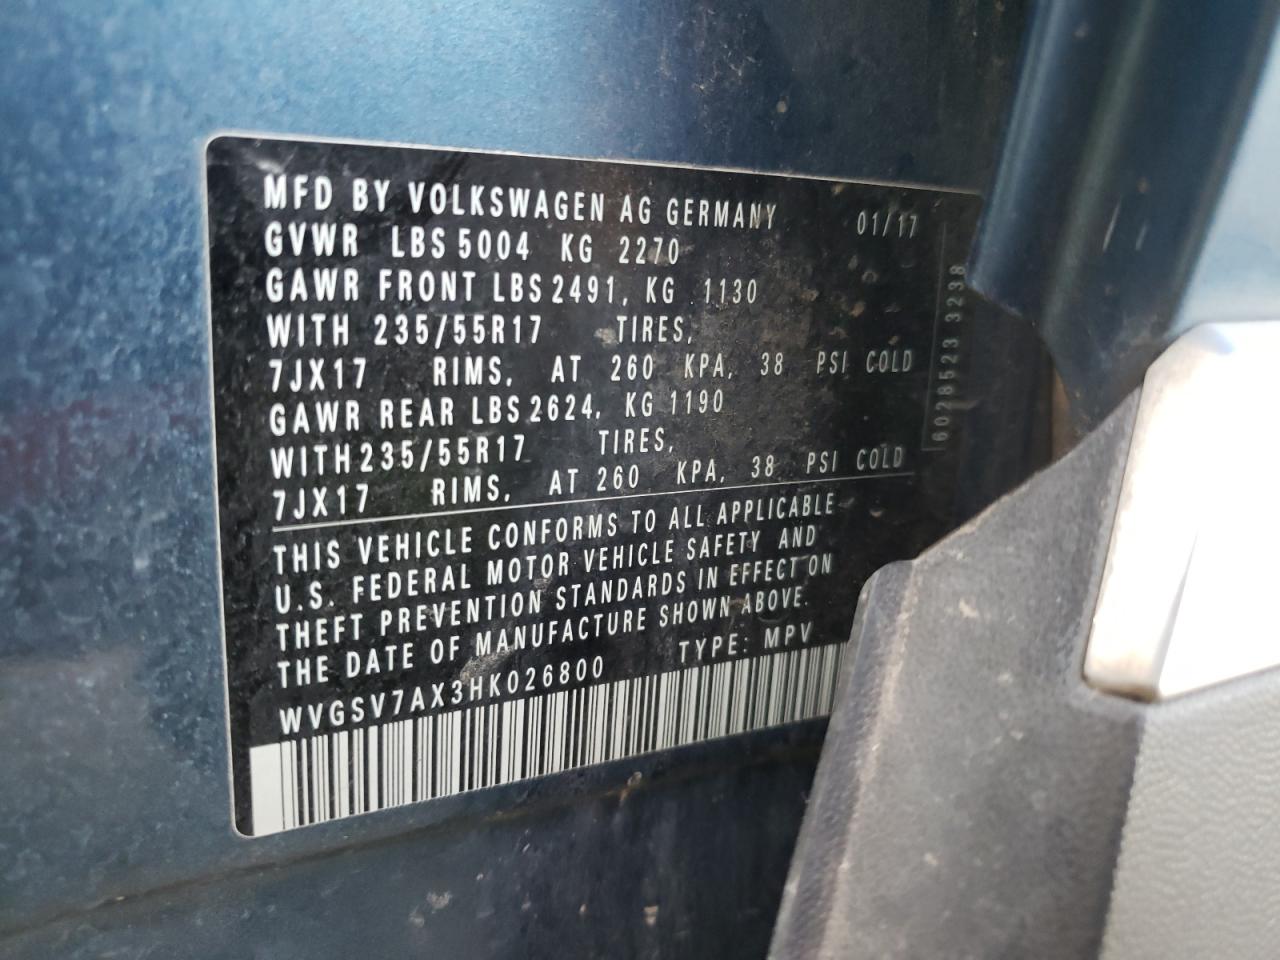 MFD BY VOLKSWAGEN AG GERMANY 01/17
GVWR LBS 5004 KG 2270
GAWR FRONT LBS 2491, KG 1130
WITH 235/55R17 TIRES,
7JX17 RIMS, AT 260 KPA, 38 PSI COLD
GAWR REAR LBS 2624, KG 1190
WITH 235/55R17 TIRES,
7JX17 RIMS, AT 260 KPA, 38 PSI COLD
THIS VEHICLE CONFORMS TO ALL APPLICABLE
U.S. FEDERAL MOTOR VEHICLE SAFETY AND
THEFT PREVENTION STANDARDS IN EFFECT ON
THE DATE OF MANUFACTURE SHOWN ABOVE.
WVGSV7AX3HK026800 TYPE: MPV
6028523 3238